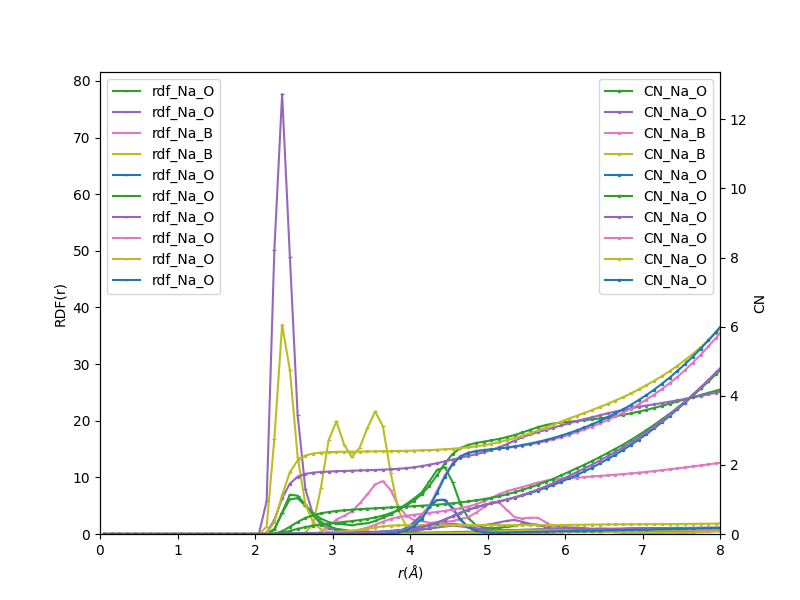 80
70
60
50
40
30
20
10
0
RDF(r)
rdf_Na_O
rdf_Na_O
rdf_Na_B
rdf_Na_B
rdf_Na_O
rdf_Na_O
rdf_Na_O
rdf_Na_O
rdf_Na_O
rdf_Na_O
CN_Na_O
CN_Na_O
CN_Na_B
CN_Na_B
CN_Na_O
CN_Na_O
CN_Na_O
CN_Na_O
CN_Na_O
CN_Na_O
12
10
8
6
4
2
0
CN
0 1 2 3 4 5 6 7 8
r(Å)